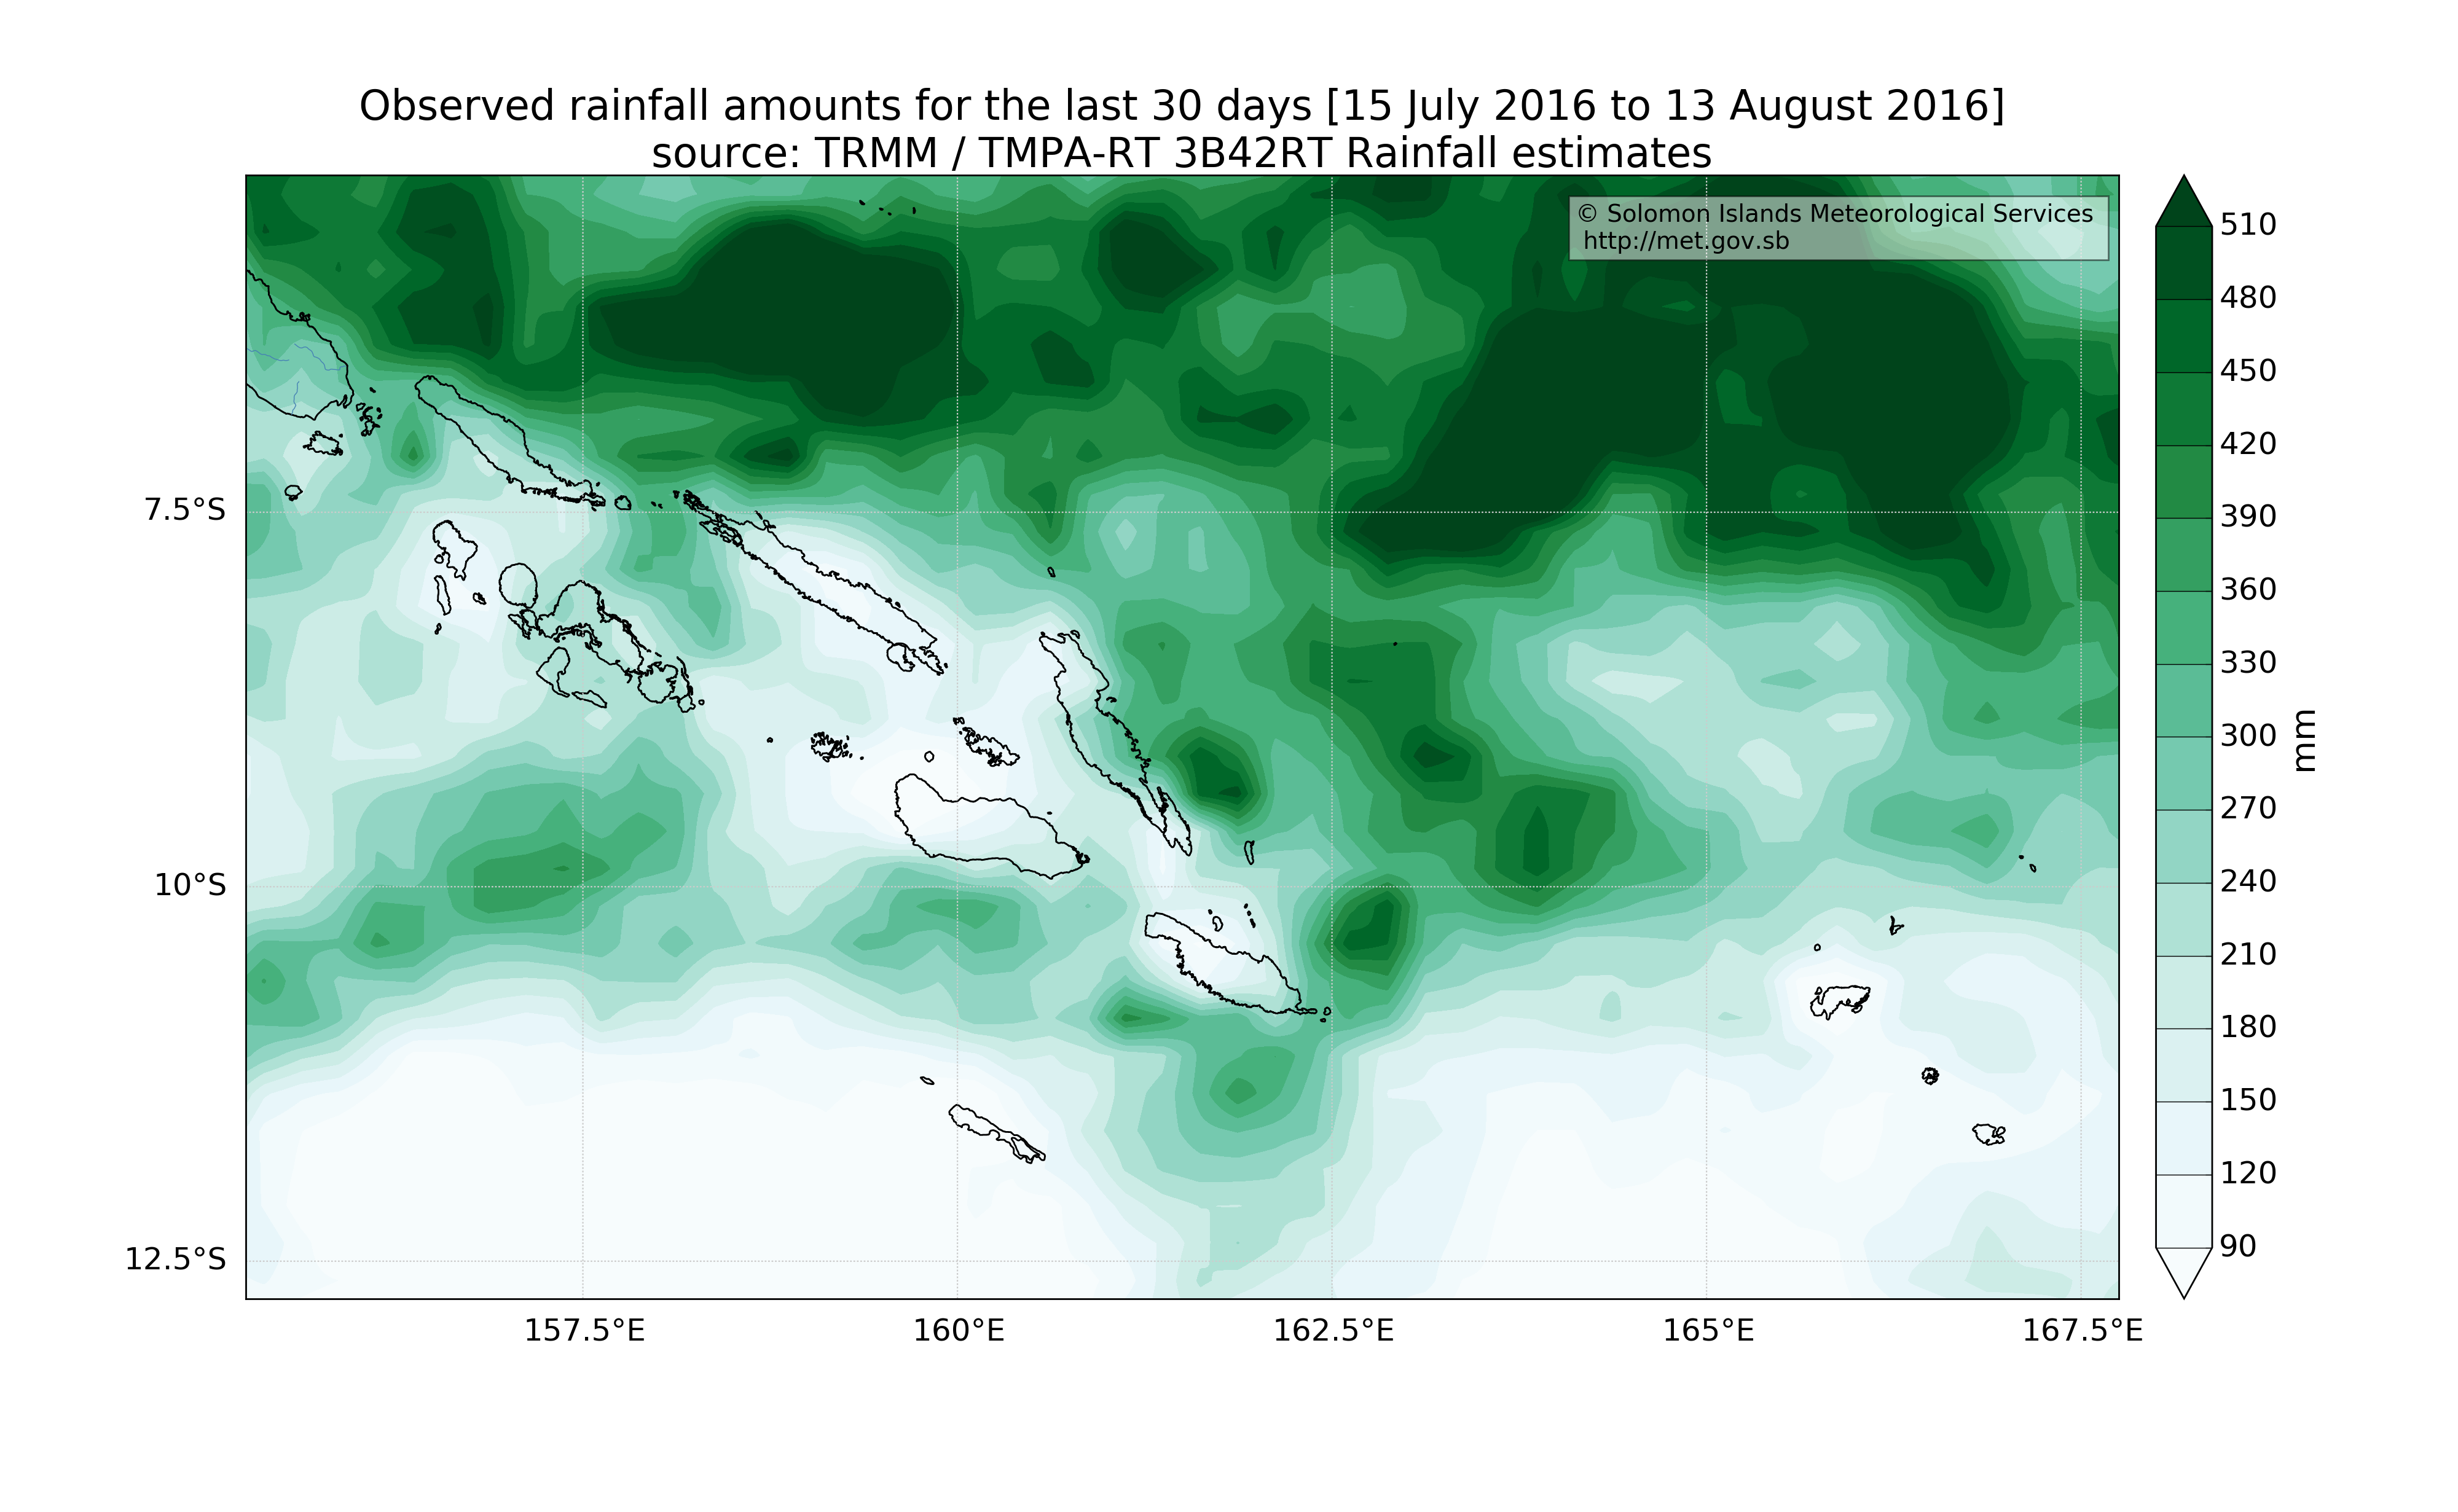 Observed rainfall amounts for the last 30 days [15 July 2016 to 13 August 2016]
source: TRMM / TMPA-RT 3B42RT Rainfall estimates
© Solomon Islands Meteorological Services
http://met.gov.sb
7.5°S
10°S
12.5°S
157.5°E
160°E
162.5°E
165°E
167.5°E
510
480
450
420
390
360
330
300
270
240
210
180
150
120
90
mm